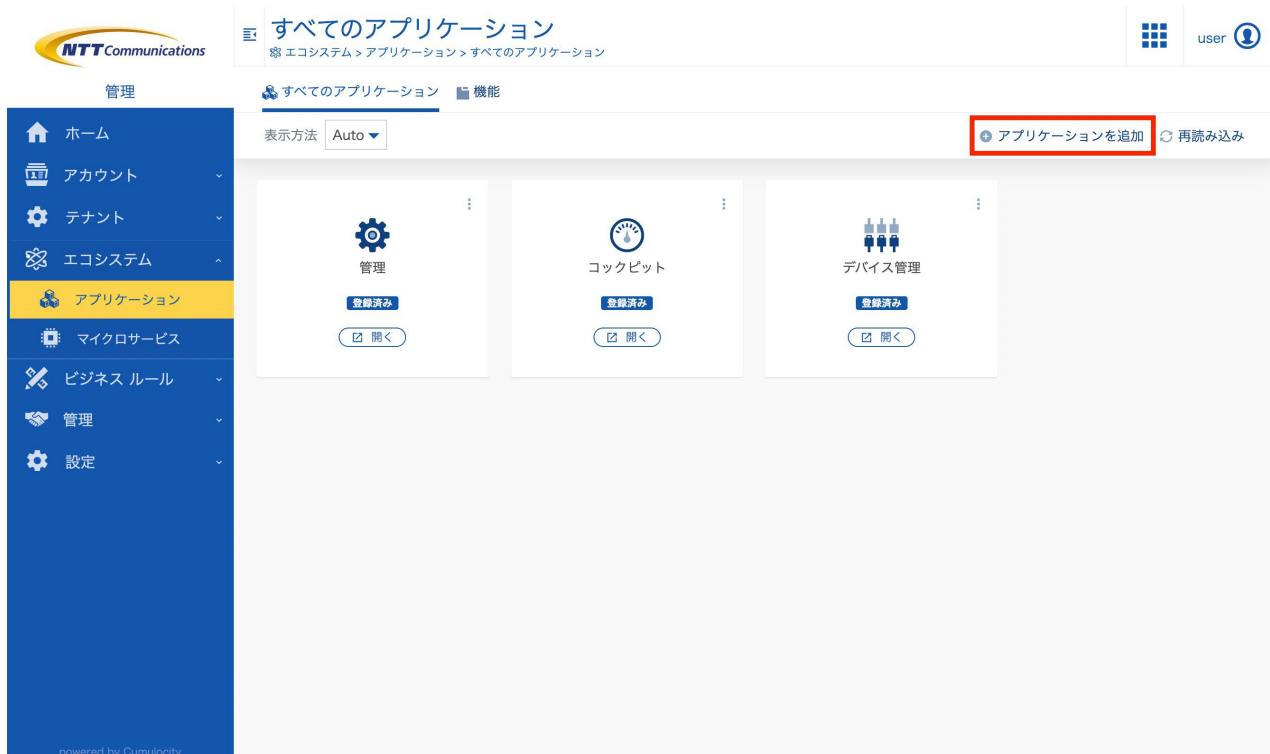 NTT Communications
すべてのアプリケーション
エコシステム > アプリケーション > すべてのアプリケーション
user
管理
すべてのアプリケーション 機能
表示方法 Auto
アプリケーションを追加 再読み込み
ホーム
アカウント
テナント
エコシステム
アプリケーション
マイクロサービス
ビジネス ルール
管理
設定
管理
登録済み
開く
コックピット
登録済み
開く
デバイス管理
登録済み
開く
powered by Cumulocity